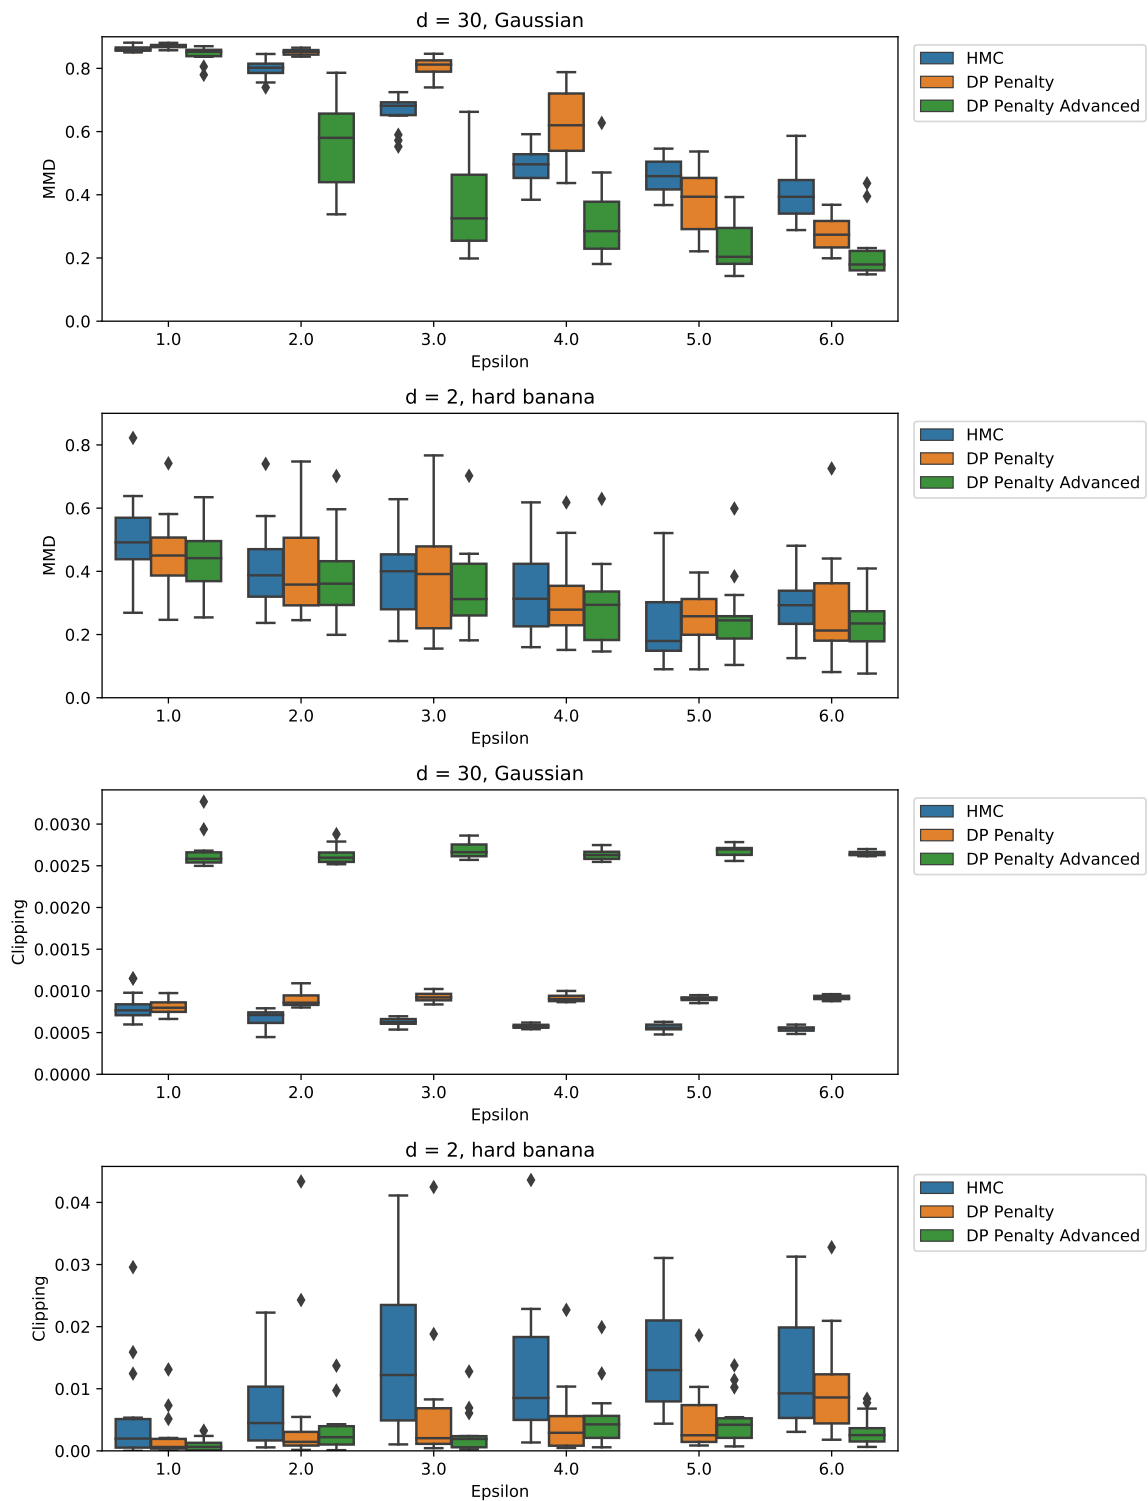 d = 30, Gaussian
0.8
0.6
0.4
0.2
0.0
MMD
1.0 2.0 3.0 4.0 5.0 6.0
Epsilon
HMC
DP Penalty
DP Penalty Advanced
d = 2, hard banana
0.8
0.6
0.4
0.2
0.0
MMD
1.0 2.0 3.0 4.0 5.0 6.0
Epsilon
HMC
DP Penalty
DP Penalty Advanced
d = 30, Gaussian
0.0030
0.0025
0.0020
0.0015
0.0010
0.0005
0.0000
Clipping
1.0 2.0 3.0 4.0 5.0 6.0
Epsilon
HMC
DP Penalty
DP Penalty Advanced
d = 2, hard banana
0.04
0.03
0.02
0.01
0.00
Clipping
1.0 2.0 3.0 4.0 5.0 6.0
Epsilon
HMC
DP Penalty
DP Penalty Advanced